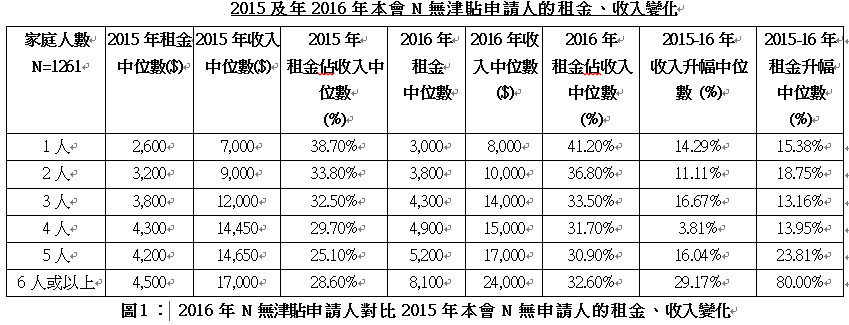 2015 及年 2016 年本會 N 無津貼申請人的租金、收入變化
家庭人數 N=1261 2015 年租金中位數($) 2015 年收入中位數($) 2015 年租金佔收入中位數(%) 2016 年租金中位數 2016 年收入中位數($) 2016 年租金佔收入中位數(%) 2015-16 年收入升幅中位數 (%) 2015-16 年租金升幅中位數(%)
1 人 2,600 7,000 38.70% 3,000 8,000 41.20% 14.29% 15.38%
2 人 3,200 9,000 33.80% 3,800 10,000 36.80% 11.11% 18.75%
3 人 3,800 12,000 32.50% 4,300 14,000 33.50% 16.67% 13.16%
4 人 4,300 14,450 29.70% 4,900 15,000 31.70% 3.81% 13.95%
5 人 4,200 14,650 25.10% 5,200 17,000 30.90% 16.04% 23.81%
6 人或以上 4,500 17,000 28.60% 8,100 24,000 32.60% 29.17% 80.00%
圖1 : 2016 年 N 無津貼申請人對比 2015 年本會 N 無申請人的租金、收入變化